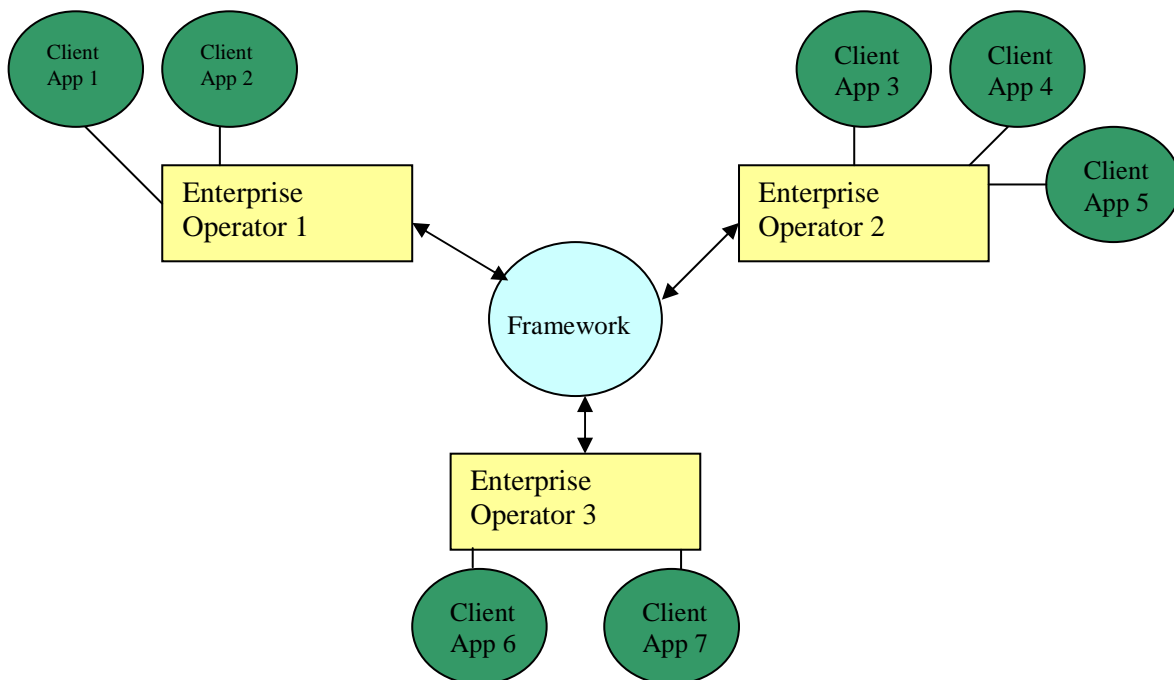 Client
App 1
Client
App 2
Client
App 3
Client
App 4
Client
App 5
Enterprise
Operator 1
Enterprise
Operator 2
Framework
Enterprise
Operator 3
Client
App 6
Client
App 7